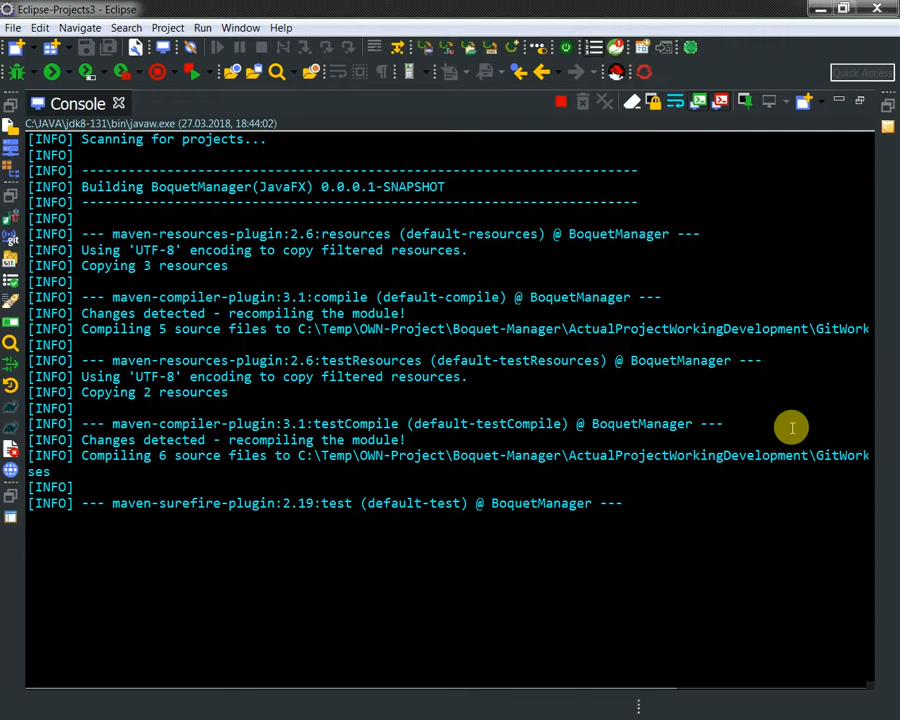 Eclipse-Projects3 - Eclipse
File Edit Navigate Search Project Run Window Help
Quick Access
Console
C:\JAVA\jdk8-131\bin\javaw.exe (27.03.2018, 18:44:02)
[INFO] Scanning for projects...
[INFO]
[INFO] ------------------------------------------------------------------------
[INFO] Building BoquetManager(JavaFX) 0.0.0.1-SNAPSHOT
[INFO] ------------------------------------------------------------------------
[INFO]
[INFO] --- maven-resources-plugin:2.6:resources (default-resources) @ BoquetManager ---
[INFO] Using 'UTF-8' encoding to copy filtered resources.
[INFO] Copying 3 resources
[INFO]
[INFO] --- maven-compiler-plugin:3.1:compile (default-compile) @ BoquetManager ---
[INFO] Changes detected - recompiling the module!
[INFO] Compiling 5 source files to C:\Temp\OWN-Project\Boquet-Manager\ActualProjectWorkingDevelopment\GitWork
[INFO]
[INFO] --- maven-resources-plugin:2.6:testResources (default-testResources) @ BoquetManager ---
[INFO] Using 'UTF-8' encoding to copy filtered resources.
[INFO] Copying 2 resources
[INFO]
[INFO] --- maven-compiler-plugin:3.1:testCompile (default-testCompile) @ BoquetManager ---
[INFO] Changes detected - recompiling the module!
[INFO] Compiling 6 source files to C:\Temp\OWN-Project\Boquet-Manager\ActualProjectWorkingDevelopment\GitWork
ses
[INFO]
[INFO] --- maven-surefire-plugin:2.19:test (default-test) @ BoquetManager ---